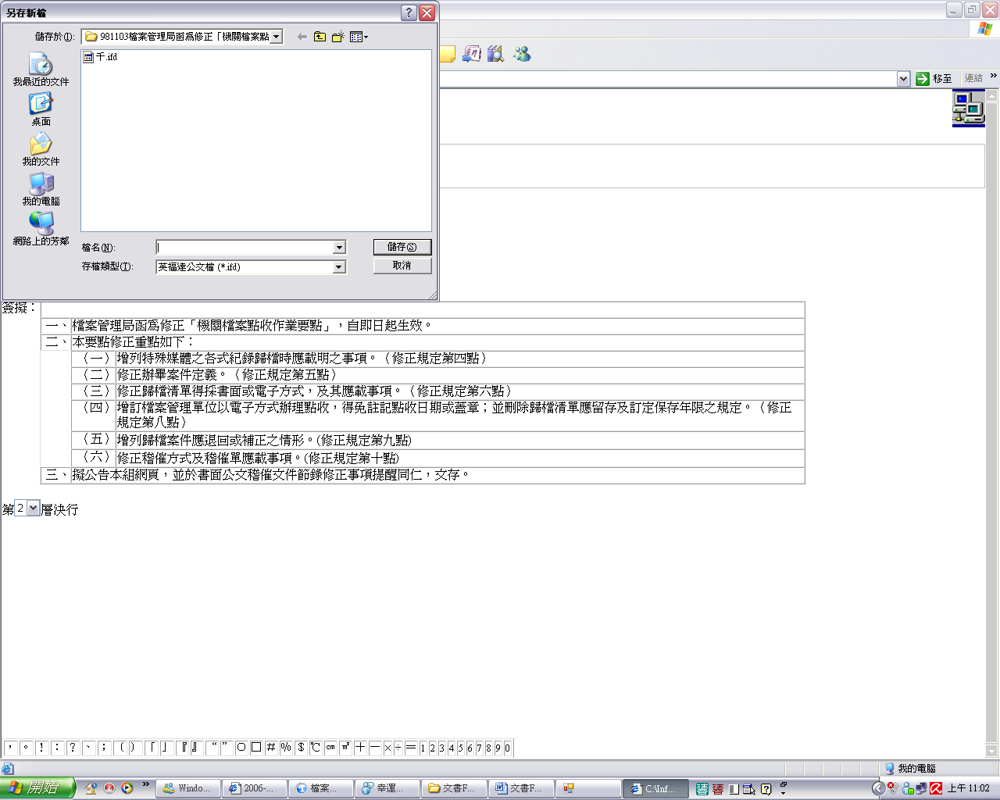 另存新檔
儲存於(I):
981103檔案管理局函為修正「機關檔案點
千.ifd
我最近的文件
桌面
我的文件
我的電腦
網路上的芳鄰
檔名(N):
儲存(S)
存檔類型(T):
英福達公文檔 (*.ifd)
取消
移至
連結
»
簽擬：
一、檔案管理局函為修正「機關檔案點收作業要點」，自即日起生效。
二、本要點修正重點如下：
（一）增列特殊媒體之各式紀錄歸檔時應載明之事項。（修正規定第四點）
（二）修正辦畢案件定義。（修正規定第五點）
（三）修正歸檔清單得採書面或電子方式，及其應載事項。（修正規定第六點）
（四）增訂檔案管理單位以電子方式辦理點收，得免註記點收日期或蓋章；並刪除歸檔清單應留存及訂定保存年限之規定。（修正
規定第八點）
（五）增列歸檔案件應退回或補正之情形。(修正規定第九點)
（六）修正稽催方式及稽催單應載事項。(修正規定第十點)
三、擬公告本組網頁，並於書面公文稽催文件節錄修正事項提醒同仁，文存。
第2層決行
，。！：？、；（）「」『』“”○□＃％＄℃㎝㎡＋－×÷＝1 2 3 4 5 6 7 8 9 0
我的電腦
開始
»
Windo...
2006-...
檔案...
幸運...
文書F...
文書F...
C:\Inf...
上午 11:02